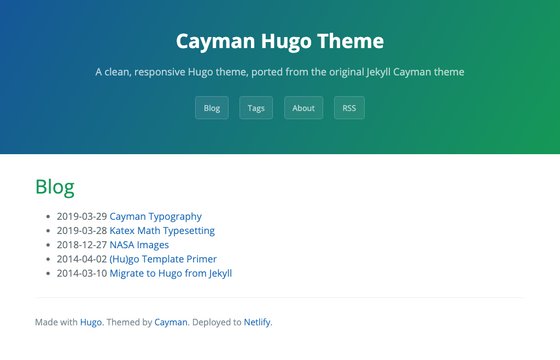 Cayman Hugo Theme
A clean, responsive Hugo theme, ported from the original Jekyll Cayman theme
Blog Tags About RSS
Blog
2019-03-29 Cayman Typography
2019-03-28 Katex Math Typesetting
2018-12-27 NASA Images
2014-04-02 (Hu)go Template Primer
2014-03-10 Migrate to Hugo from Jekyll
Made with Hugo. Themed by Cayman. Deployed to Netlify.